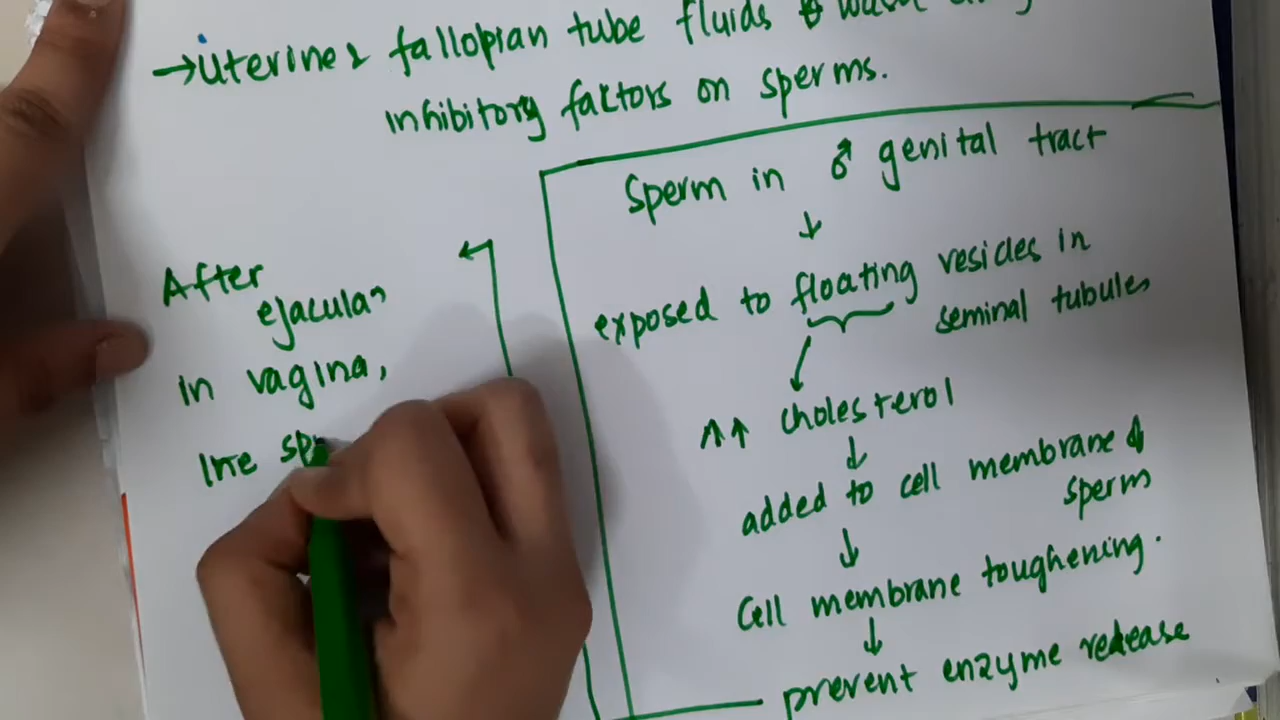 → uterine & fallopian tube fluids wash
inhibitory factors on sperms.
Sperm in ♂ genital tract
↓
exposed to floating vesicles in
seminal tubules
↑↑ cholesterol
↓
added to cell membrane of
sperm
↓
Cell membrane toughening.
↓
prevent enzyme release
After
ejaculan
in vagina,
the